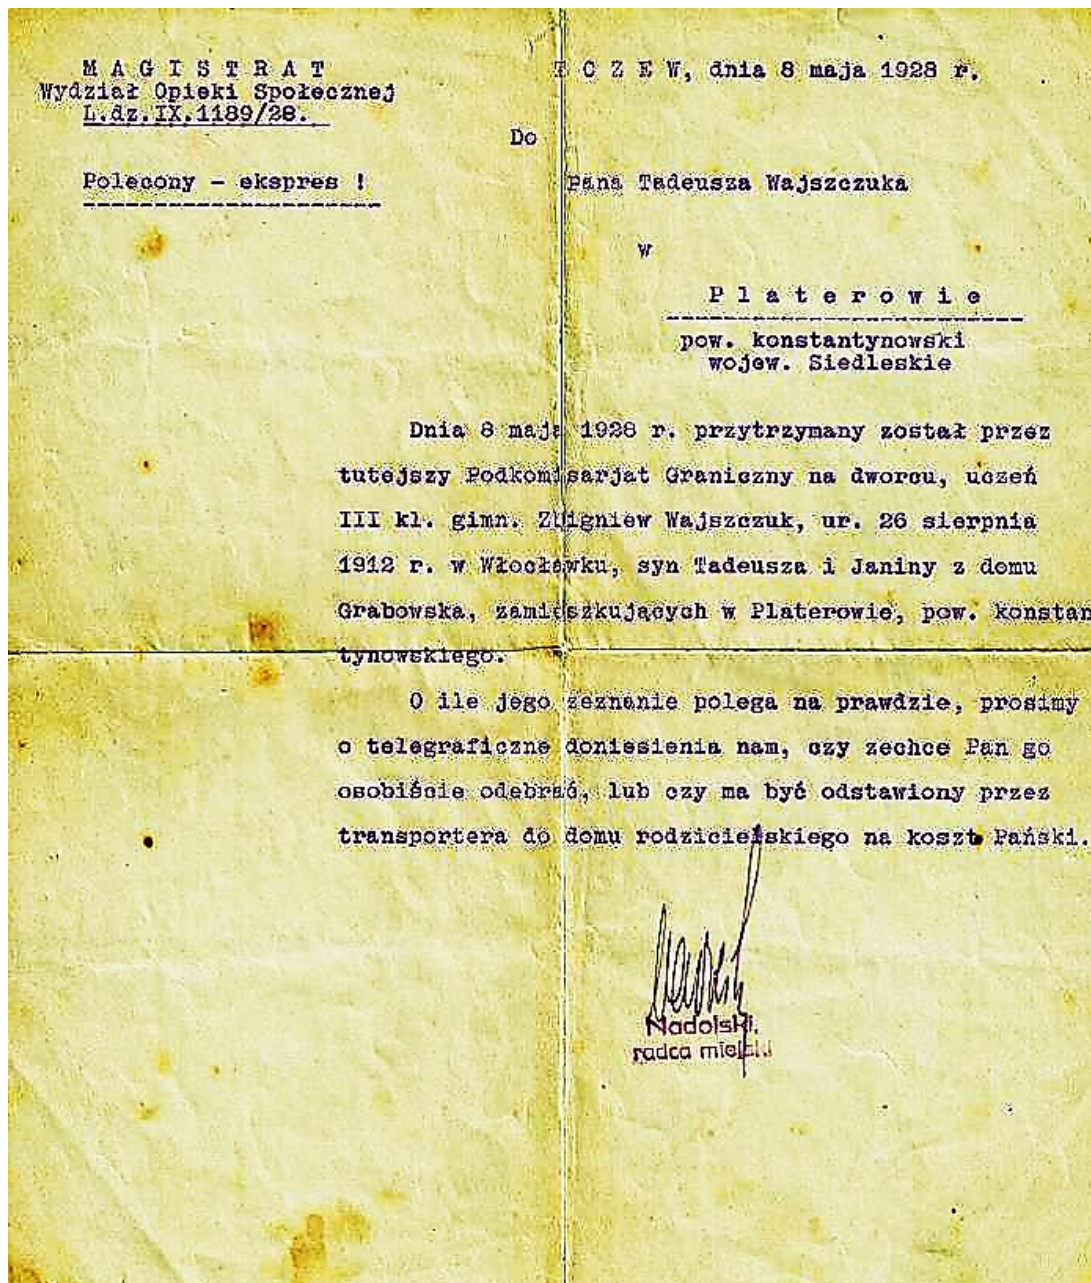 MAGISTRAT
Wydział Opieki Społecznej
L.dz.IX.1189/28.
TCZEW, dnia 8 maja 1928 r.
Do
Polecony - ekspres !
Pana Tadeusza Wajszczuka
w
Platerowie
pow. konstantynowski
wojew. Siedleskie
Dnia 8 maja 1928 r. przytrzymany został przez
tutejszy Podkomisarjat Graniczny na dworcu, uczeń
III kl. gimn. Zbigniew Wajszczuk, ur. 26 sierpnia
1912 r. w Włocławku, syn Tadeusza i Janiny z domu
Grabowska, zamieszkujących w Platerowie, pow. konstan
tynowskiego.
O ile jego zeznanie polega na prawdzie, prosimy
o telegraficzne doniesienia nam, czy zechce Pan go
osobiście odebrać, lub czy ma być odstawiony przez
transportera do domu rodzicielskiego na koszt Pański.
Nadolski,
radca miejski